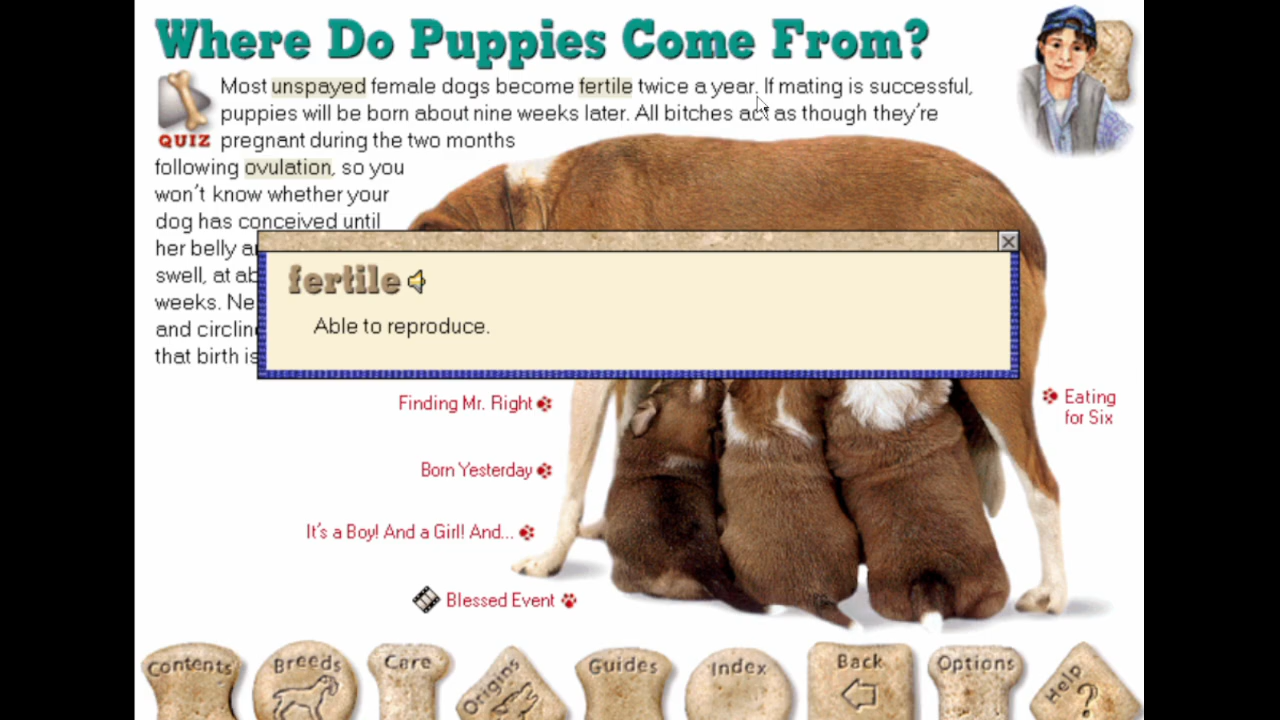 Where Do Puppies Come From?
Most unspayed female dogs become fertile twice a year. If mating is successful,
puppies will be born about nine weeks later. All bitches act as though they're
QUIZ pregnant during the two months
following ovulation, so you
won't know whether your
dog has conceived until
her belly
swell, at
weeks.
and
that birth
fertile
Able to reproduce.
Finding Mr. Right
Eating
for Six
Born Yesterday
It's a Boy! And a Girl! And...
Blessed Event
Contents Breeds Care Origins Guides Index Back Options Help ?